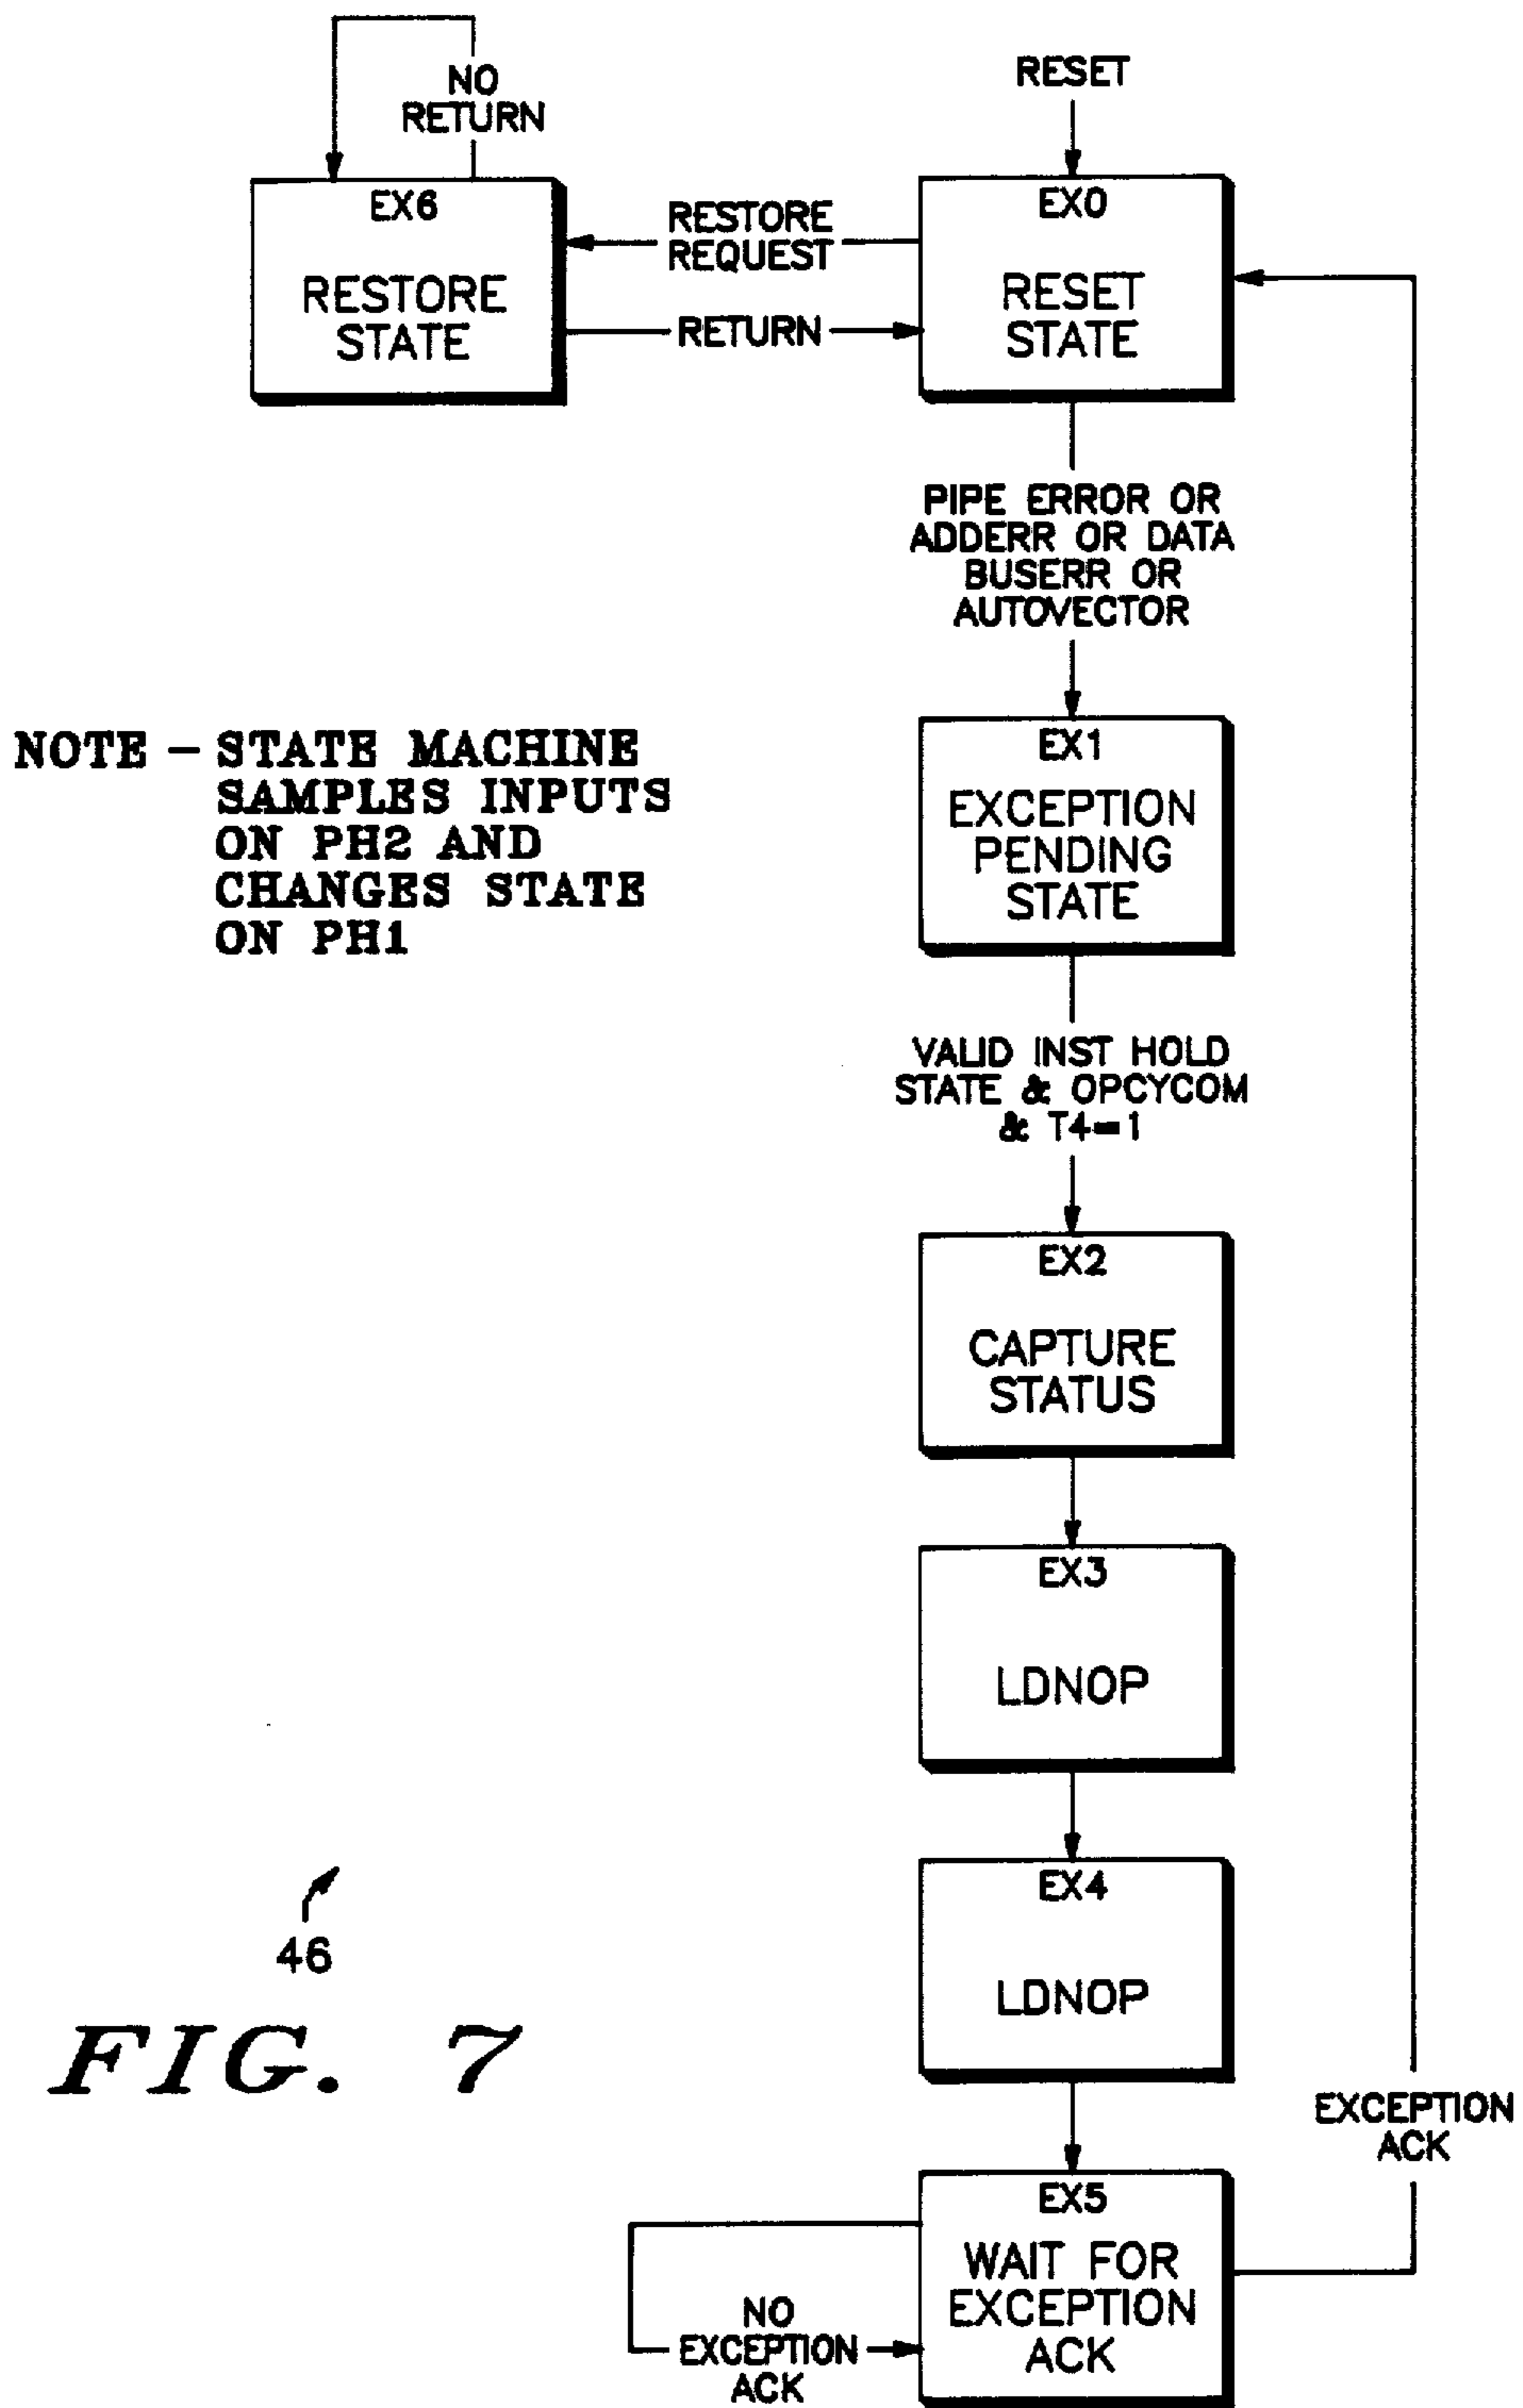 NO
RETURN
RESET
EX6
RESTORE
STATE
RESTORE
REQUEST
RETURN
EX0
RESET
STATE
PIPE ERROR OR
ADDERR OR DATA
BUSERR OR
AUTOVECTOR
NOTE - STATE MACHINE
SAMPLES INPUTS
ON PH2 AND
CHANGES STATE
ON PH1
EX1
EXCEPTION
PENDING
STATE
VALID INST HOLD
STATE & OPCYCOM
& T4=1
EX2
CAPTURE
STATUS
EX3
LDNOP
EX4
LDNOP
46
FIG. 7
EXCEPTION
ACK
EX5
WAIT FOR
EXCEPTION
ACK
NO
EXCEPTION
ACK